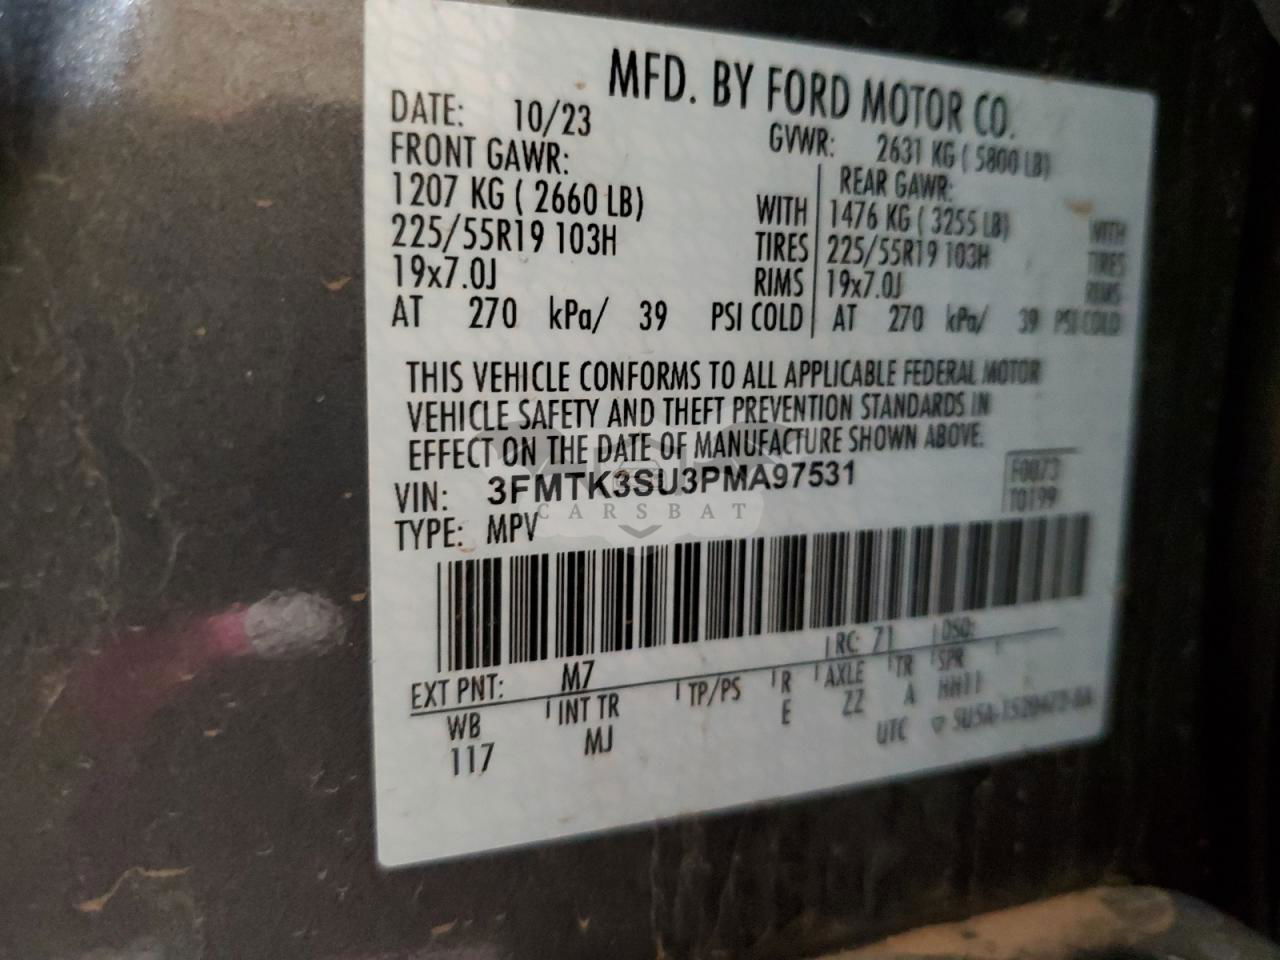 MFD. BY FORD MOTOR CO.
DATE: 10/23
GVWR: 2631 KG ( 5800 LB)
FRONT GAWR:
1207 KG ( 2660 LB)
WITH
225/55R19 103H
TIRES
19x7.0J
RIMS
AT 270 kPa/ 39 PSI COLD
REAR GAWR:
1476 KG ( 3255 LB)
WITH
225/55R19 103H
TIRES
19x7.0J
RIMS
AT 270 kPa/ 39 PSI COLD
THIS VEHICLE CONFORMS TO ALL APPLICABLE FEDERAL MOTOR
VEHICLE SAFETY AND THEFT PREVENTION STANDARDS IN
EFFECT ON THE DATE OF MANUFACTURE SHOWN ABOVE.
VIN: 3FMTK3SU3PMA97531
F0073
T0199
CARSBAT
TYPE: MPV
EXT PNT: M7 RC: 71 DSO:
WB INT TR TP/PS R AXLE TR SPR
117 MJ E ZZ A HH11
UTC